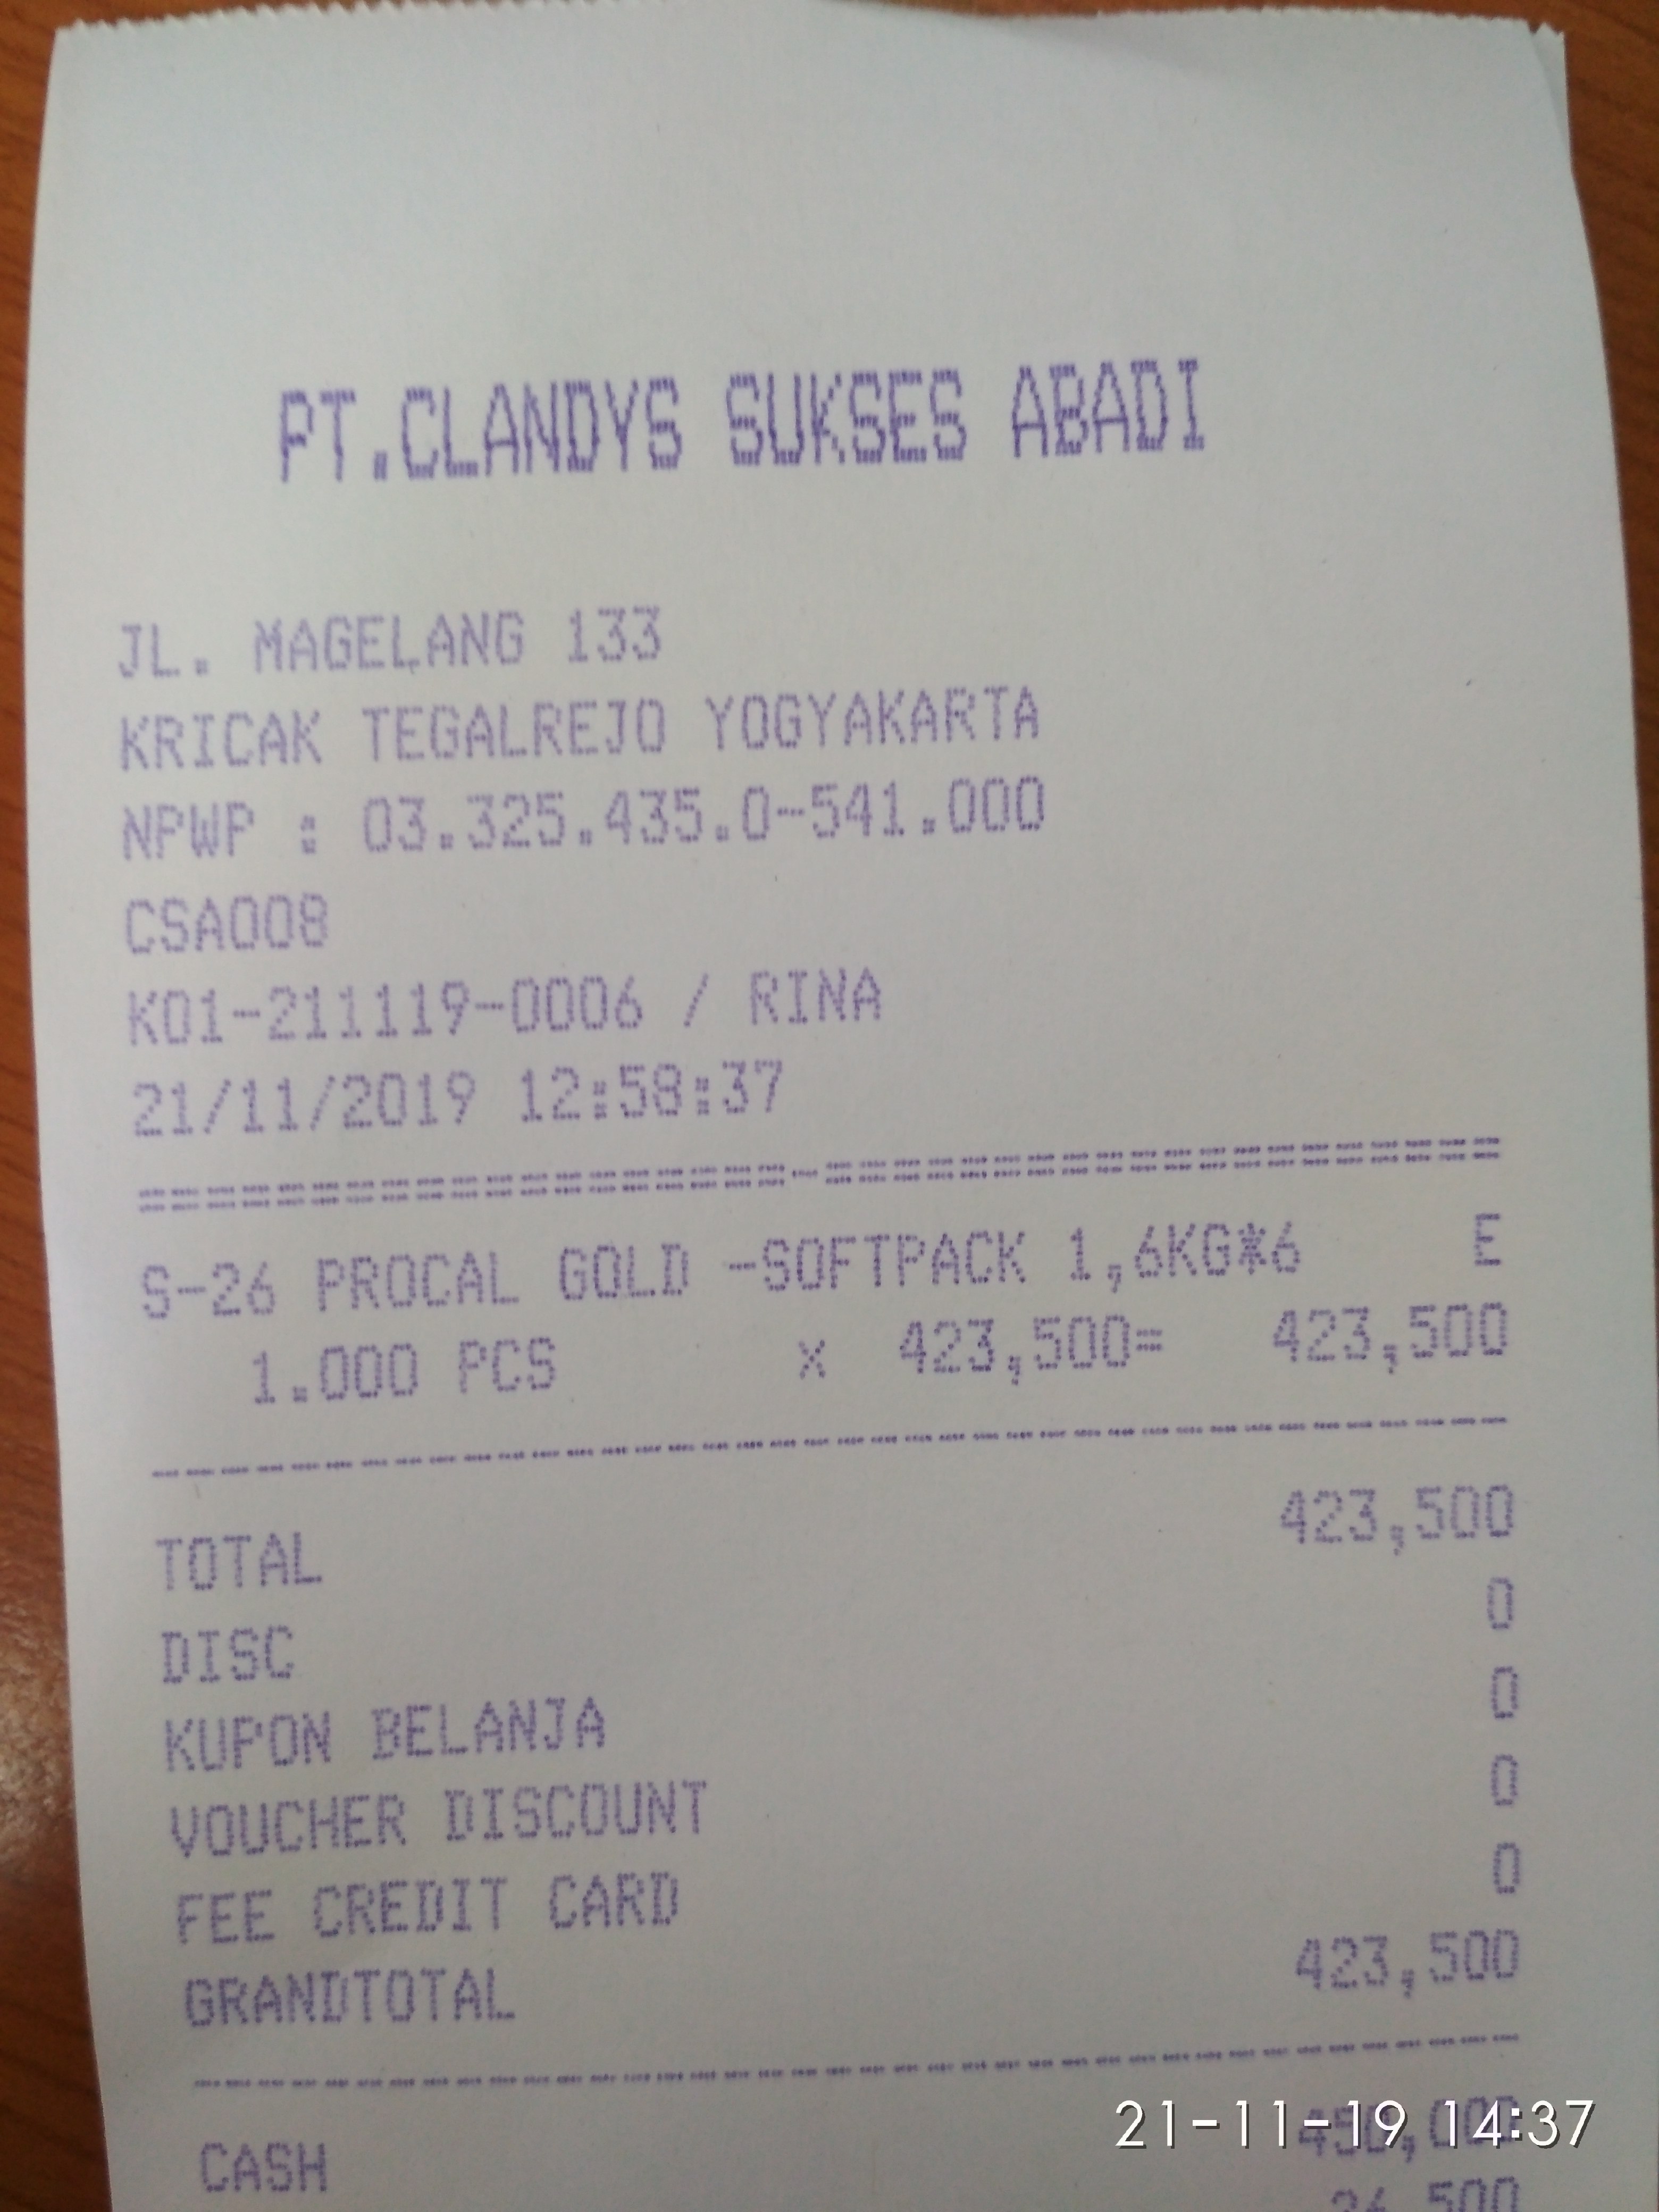 PT.CLANDYS SUKSES ABADI
JL. MAGELANG 133
KRICAK TEGALREJO YOGYAKARTA
NPWP : 03.325.435.0-541.000
CSA008
K01-211119-0006 / RINA
21/11/2019 12:58:37
S-26 PROCAL GOLD -SOFTPACK 1,6KG*6 E
1.000 PCS x 423,500= 423,500
TOTAL 423,500
DISC 0
KUPON BELANJA 0
VOUCHER DISCOUNT 0
FEE CREDIT CARD 0
GRANDTOTAL 423,500
CASH 450,000
21-11-19 14:37